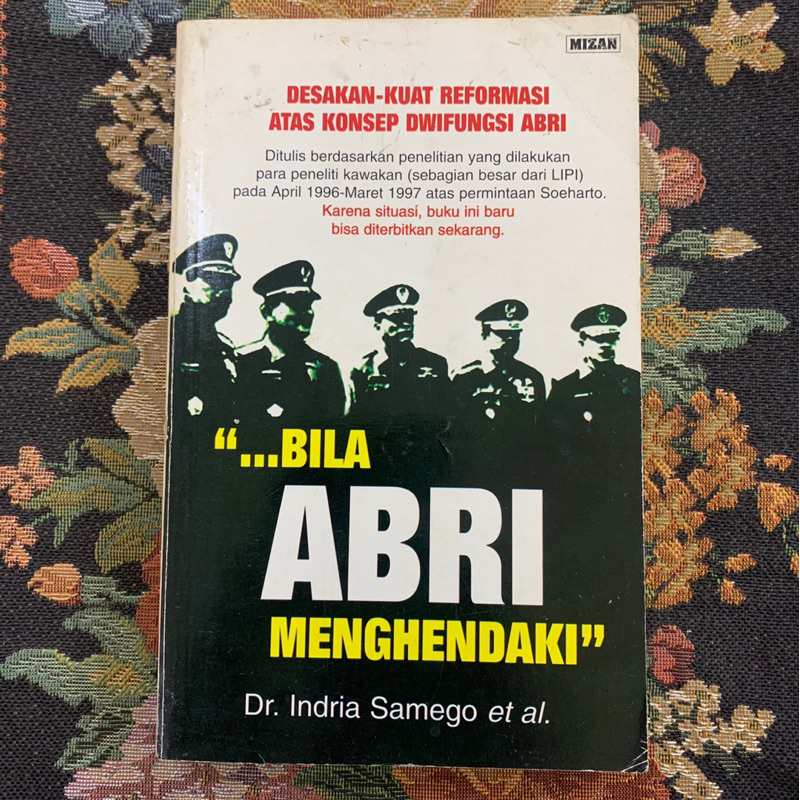 MIZAN
DESAKAN-KUAT REFORMASI
ATAS KONSEP DWIFUNGSI ABRI
Ditulis berdasarkan penelitian yang dilakukan
para peneliti kawakan (sebagian besar dari LIPI)
pada April 1996-Maret 1997 atas permintaan Soeharto.
Karena situasi, buku ini baru
bisa diterbitkan sekarang.
“...BILA
ABRI
MENGHENDAKI”
Dr. Indria Samego et al.